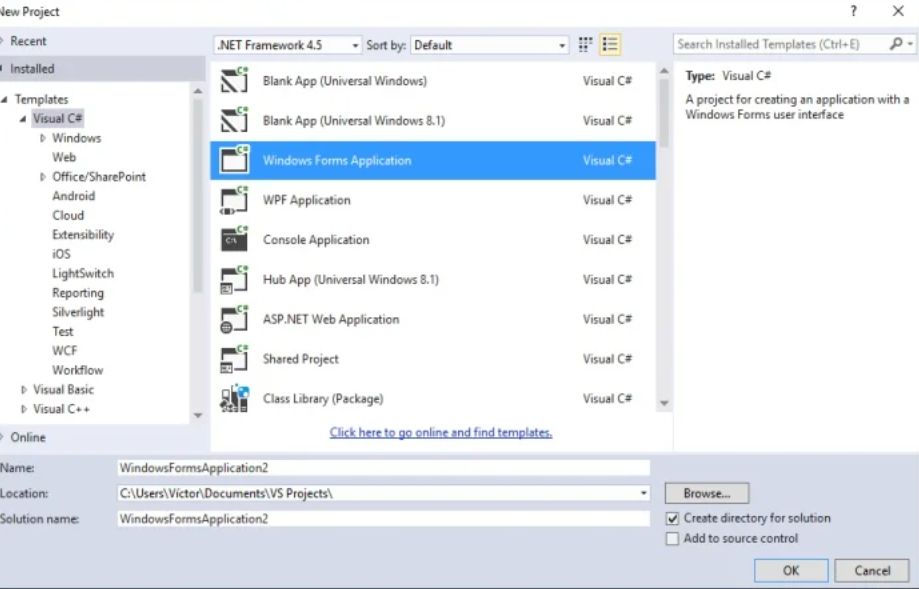 New Project ? ×
Recent
Installed
Templates
Visual C#
Windows
Web
Office/SharePoint
Android
Cloud
Extensibility
iOS
LightSwitch
Reporting
Silverlight
Test
WCF
Workflow
Visual Basic
Visual C++
Online
.NET Framework 4.5 Sort by: Default
Blank App (Universal Windows) Visual C#
Blank App (Universal Windows 8.1) Visual C#
Windows Forms Application Visual C#
WPF Application Visual C#
Console Application Visual C#
Hub App (Universal Windows 8.1) Visual C#
ASP.NET Web Application Visual C#
Shared Project Visual C#
Class Library (Package) Visual C#
Click here to go online and find templates.
Search Installed Templates (Ctrl+E)
Type: Visual C#
A project for creating an application with a
Windows Forms user interface
Name: WindowsFormsApplication2
Location: C:\Users\Víctor\Documents\VS Projects\ Browse...
Solution name: WindowsFormsApplication2
Create directory for solution
Add to source control
OK Cancel